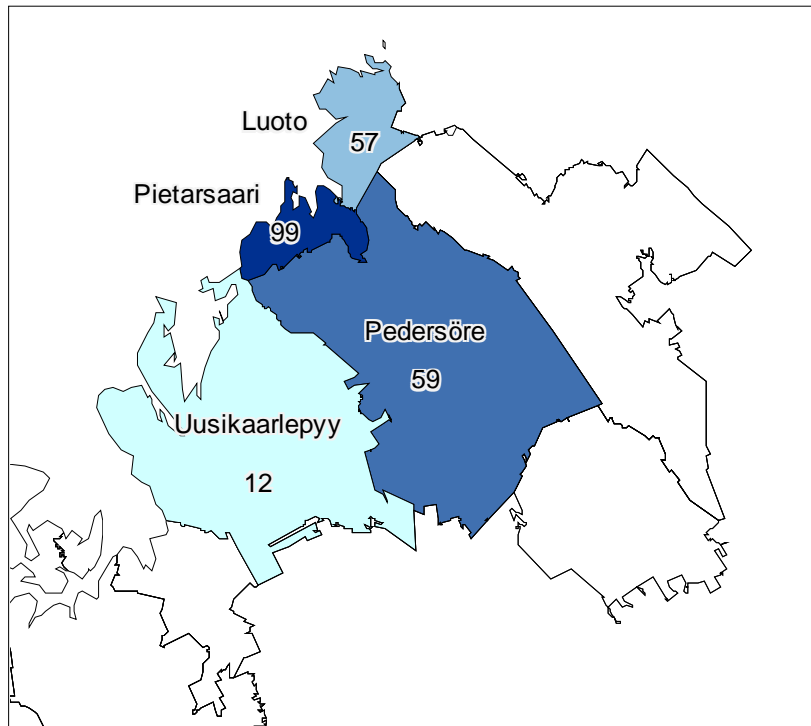 Luoto
57
Pietarsaari
99
Pedersöre
59
Uusikaarlepyy
12